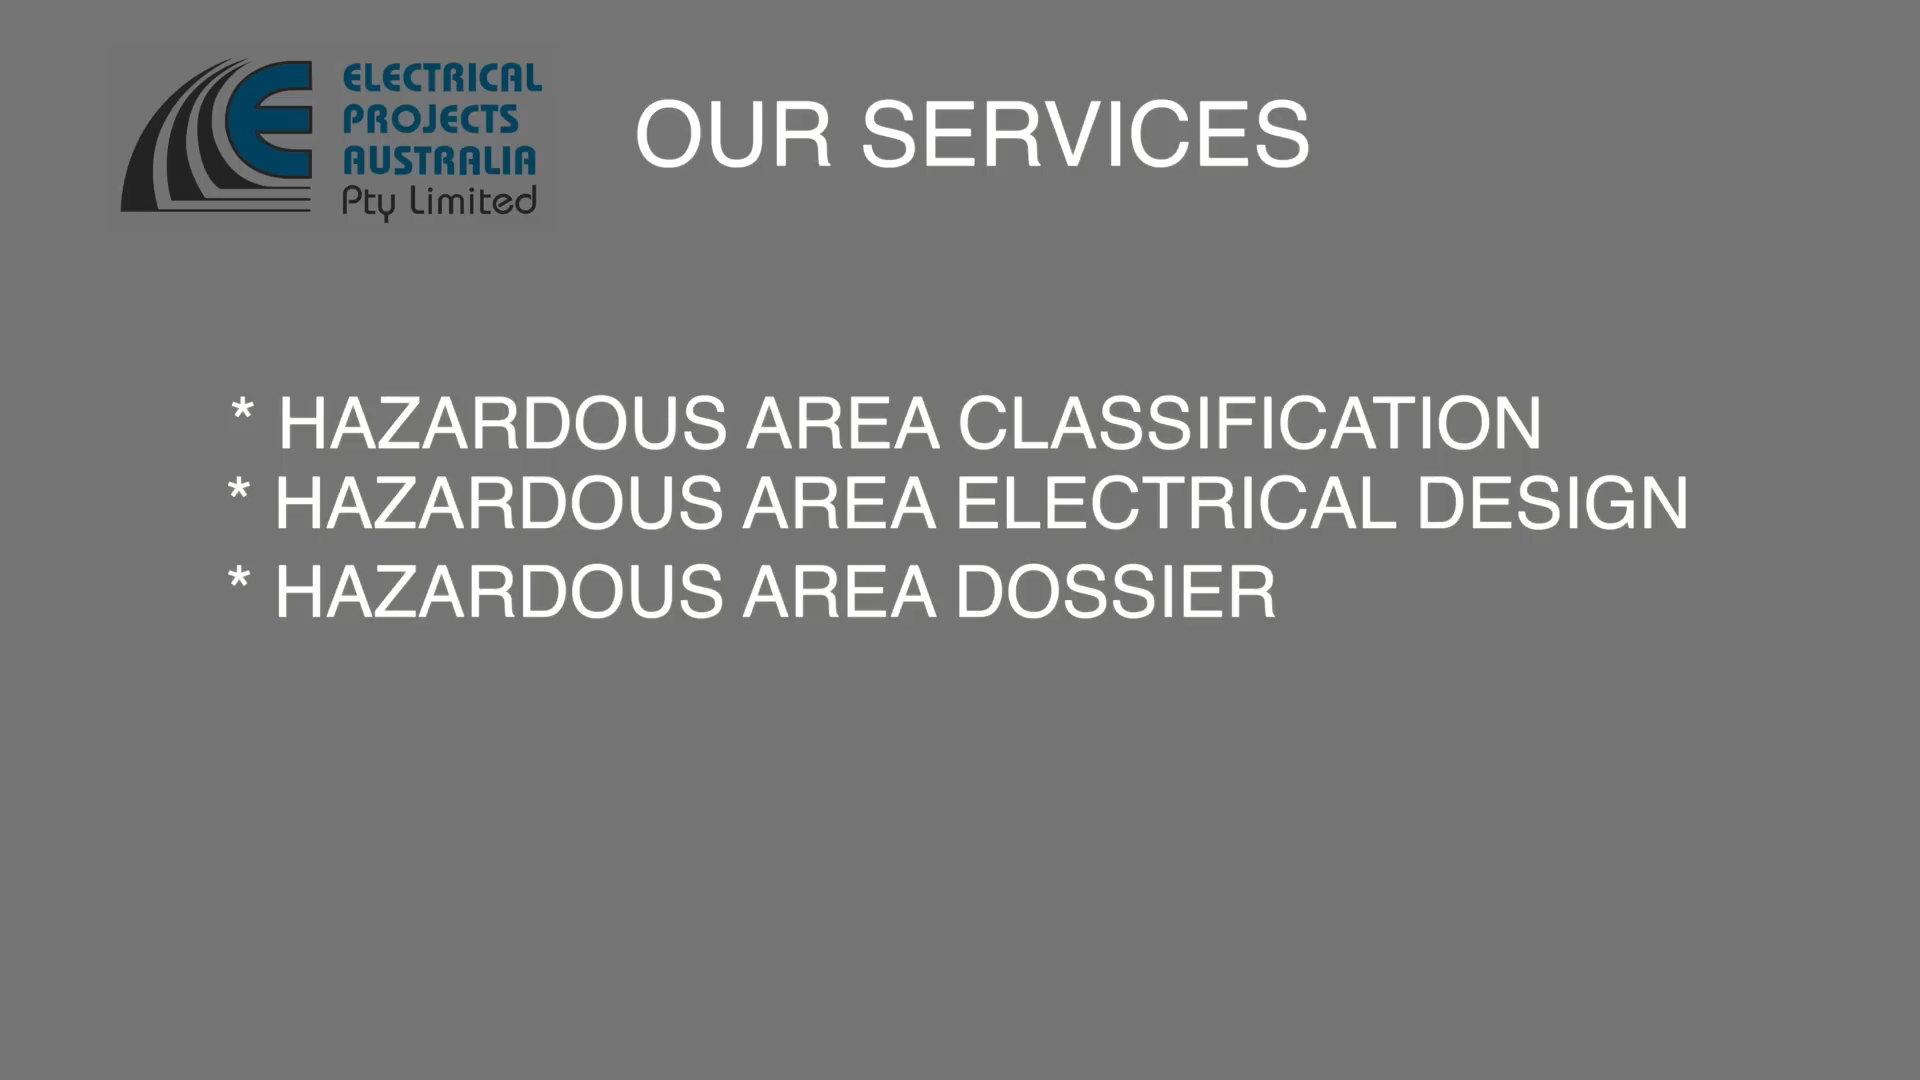 ELECTRICAL
PROJECTS
AUSTRALIA
Pty Limited
OUR SERVICES
* HAZARDOUS AREA CLASSIFICATION
* HAZARDOUS AREA ELECTRICAL DESIGN
* HAZARDOUS AREA DOSSIER